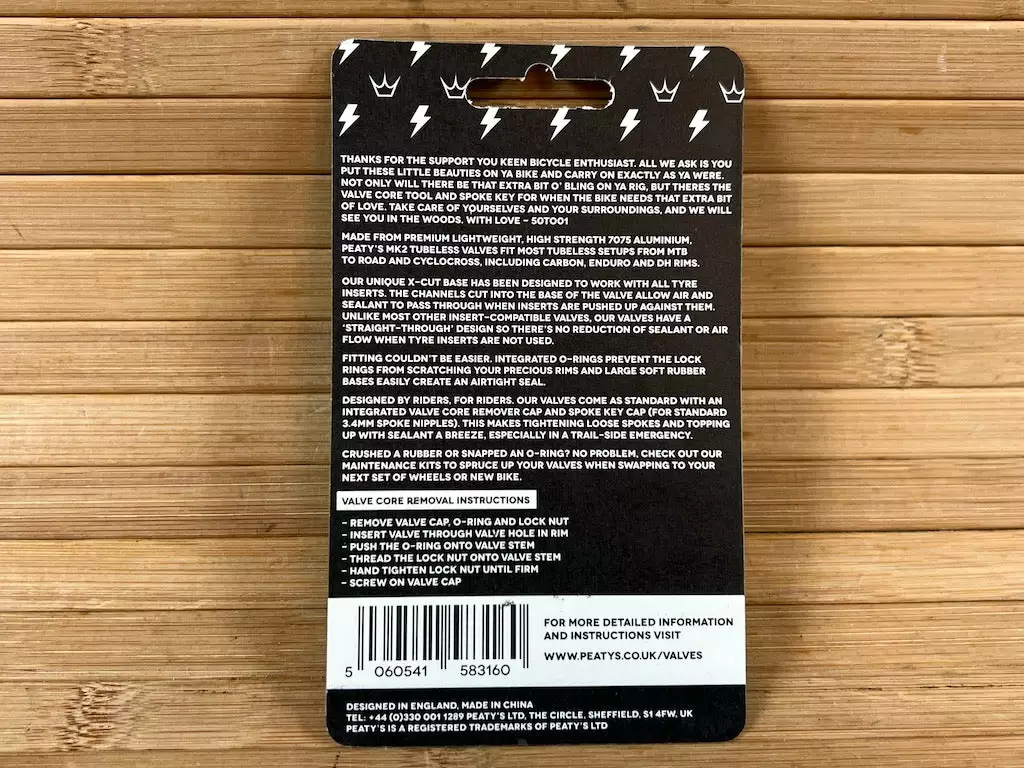 THANKS FOR THE SUPPORT YOU KEEN BICYCLE ENTHUSIAST. ALL WE ASK IS YOU
PUT THESE LITTLE BEAUTIES ON YA BIKE AND CARRY ON EXACTLY AS YA WERE.
NOT ONLY WILL THERE BE THAT EXTRA BIT O' BLING ON YA RIG, BUT THERES THE
VALVE CORE TOOL AND SPOKE KEY FOR WHEN THE BIKE NEEDS THAT EXTRA BIT
OF LOVE. TAKE CARE OF YOURSELVES AND YOUR SURROUNDINGS, AND WE WILL
SEE YOU IN THE WOODS. WITH LOVE - 50TO01
MADE FROM PREMIUM LIGHTWEIGHT, HIGH STRENGTH 7075 ALUMINIUM,
PEATY'S MK2 TUBELESS VALVES FIT MOST TUBELESS SETUPS FROM MTB
TO ROAD AND CYCLOCROSS, INCLUDING CARBON, ENDURO AND DH RIMS.
OUR UNIQUE X-CUT BASE HAS BEEN DESIGNED TO WORK WITH ALL TYRE
INSERTS. THE CHANNELS CUT INTO THE BASE OF THE VALVE ALLOW AIR AND
SEALANT TO PASS THROUGH WHEN INSERTS ARE PUSHED UP AGAINST THEM.
UNLIKE MOST OTHER INSERT-COMPATIBLE VALVES, OUR VALVES HAVE A
'STRAIGHT-THROUGH' DESIGN SO THERE'S NO REDUCTION OF SEALANT OR AIR
FLOW WHEN TYRE INSERTS ARE NOT USED.
FITTING COULDN'T BE EASIER. INTEGRATED O-RINGS PREVENT THE LOCK
RINGS FROM SCRATCHING YOUR PRECIOUS RIMS AND LARGE SOFT RUBBER
BASES EASILY CREATE AN AIRTIGHT SEAL.
DESIGNED BY RIDERS, FOR RIDERS. OUR VALVES COME AS STANDARD WITH AN
INTEGRATED VALVE CORE REMOVER CAP AND SPOKE KEY CAP (FOR STANDARD
3.4MM SPOKE NIPPLES). THIS MAKES TIGHTENING LOOSE SPOKES AND TOPPING
UP WITH SEALANT A BREEZE, ESPECIALLY IN A TRAIL-SIDE EMERGENCY.
CRUSHED A RUBBER OR SNAPPED AN O-RING? NO PROBLEM. CHECK OUT OUR
MAINTENANCE KITS TO SPRUCE UP YOUR VALVES WHEN SWAPPING TO YOUR
NEXT SET OF WHEELS OR NEW BIKE.
VALVE CORE REMOVAL INSTRUCTIONS
- REMOVE VALVE CAP, O-RING AND LOCK NUT
- INSERT VALVE THROUGH VALVE HOLE IN RIM
- PUSH THE O-RING ONTO VALVE STEM
- THREAD THE LOCK NUT ONTO VALVE STEM
- HAND TIGHTEN LOCK NUT UNTIL FIRM
- SCREW ON VALVE CAP
5 060541 583160
FOR MORE DETAILED INFORMATION
AND INSTRUCTIONS VISIT
WWW.PEATYS.CO.UK/VALVES
DESIGNED IN ENGLAND, MADE IN CHINA
TEL: +44 (0)330 001 1289 PEATY'S LTD, THE CIRCLE, SHEFFIELD, S1 4FW, UK
PEATY'S IS A REGISTERED TRADEMARKS OF PEATY'S LTD